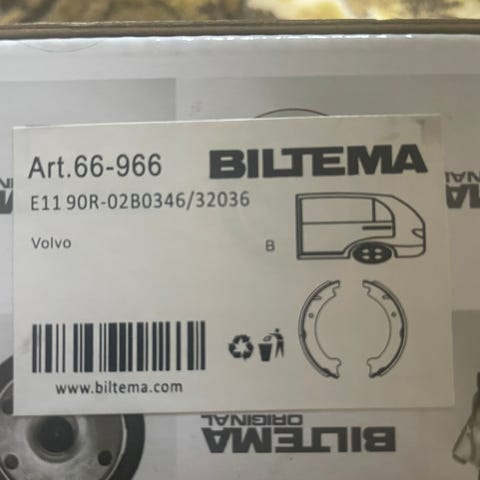 Art.66-966 BILTEMA
E11 90R-02B0346/32036
Volvo
B
www.biltema.com
BILTEMA
ORIGINAL